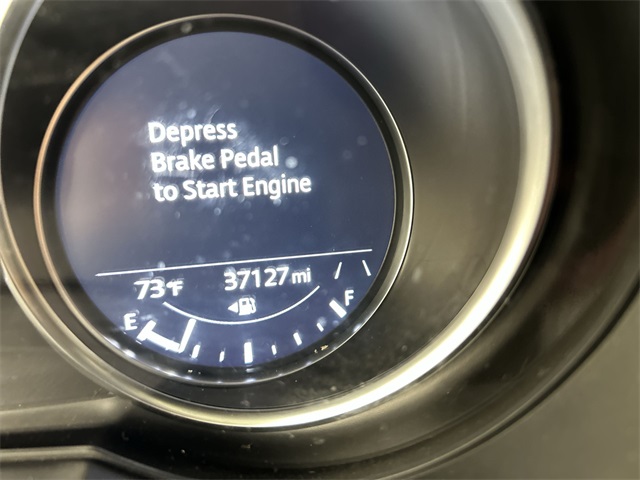 Depress
Brake Pedal
to Start Engine
73°F 37127 mi
E F